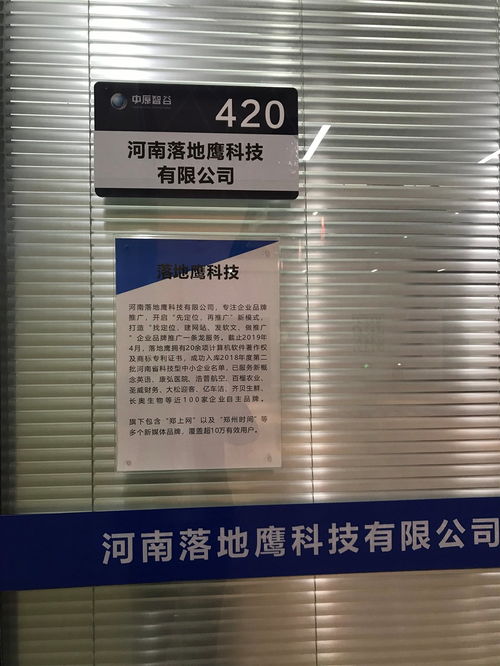 中原智谷
420
河南落地鹰科技
有限公司
落地鹰科技
河南落地鹰科技有限公司，专注企业品牌
推广，开启“先定位，再推广”新模式，
打造“找定位，建网站、发软文、做推广
”企业品牌推广一条龙服务。截止2019年
4月，落地鹰拥有20余项计算机软件著作权
及商标专利证书，成功入库2018年度第二
批河南省科技型中小企业名单，已服务新概
念英语、康弘医院、浩普航空、百榴农业、
圣威财务、大松迎客、亿车洁、齐贝生鲜、
长奥生物等近100家企业自主品牌。
旗下包含“郑上网”以及“郑州时间”等
多个新媒体品牌，覆盖超10万有效用户。
河南落地鹰科技有限公司